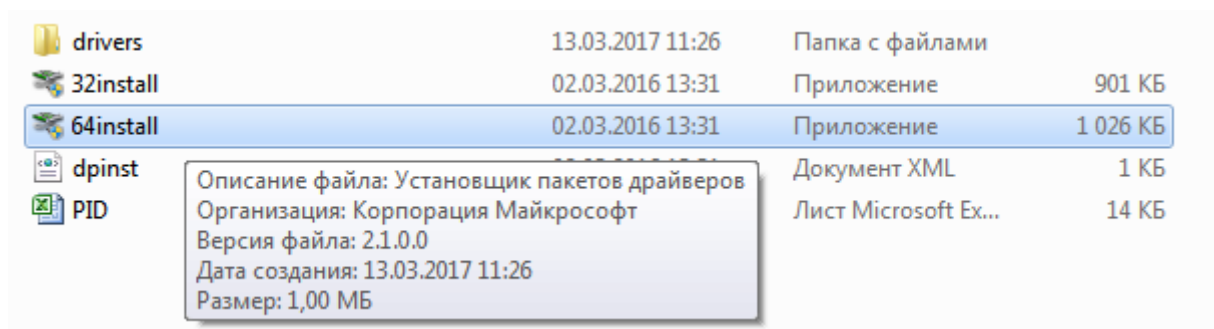 drivers 13.03.2017 11:26 Папка с файлами
32install 02.03.2016 13:31 Приложение 901 КБ
64install 02.03.2016 13:31 Приложение 1 026 КБ
dpinst Документ XML 1 КБ
PID Лист Microsoft Ex... 14 КБ
Описание файла: Установщик пакетов драйверов
Организация: Корпорация Майкрософт
Версия файла: 2.1.0.0
Дата создания: 13.03.2017 11:26
Размер: 1,00 МБ